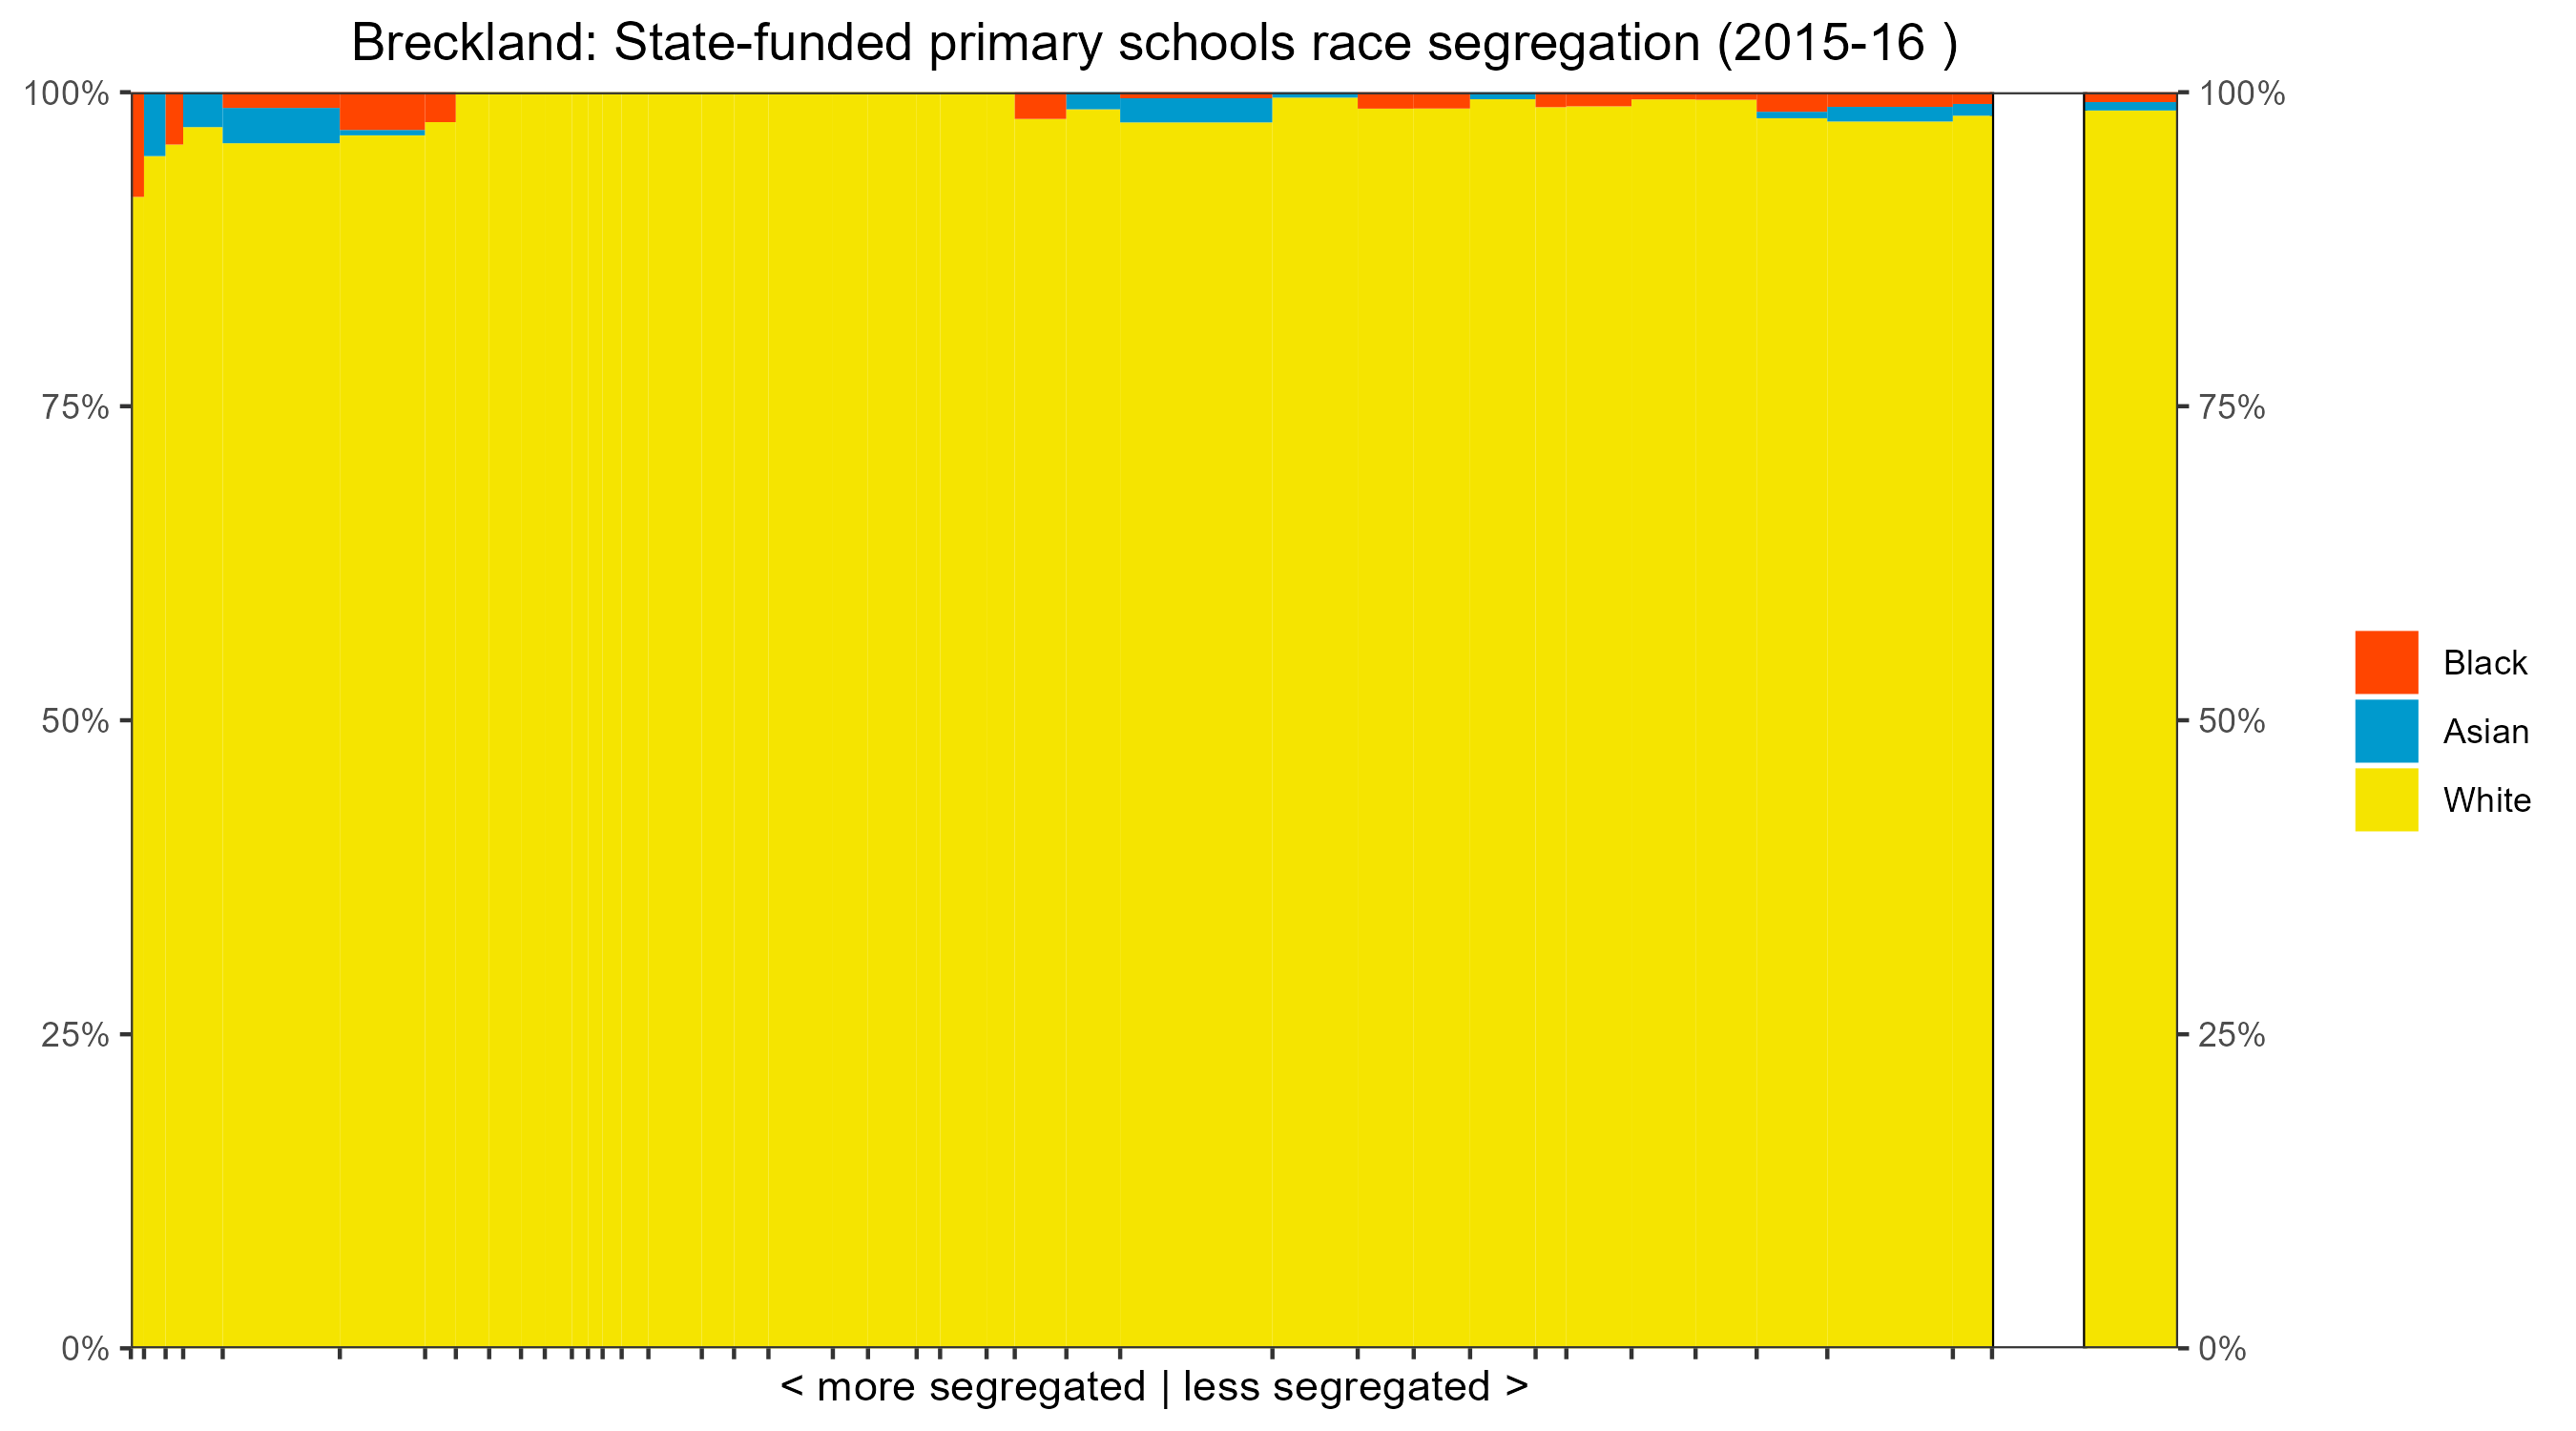 Breckland: State-funded primary schools race segregation (2015-16 )
100%
75%
50%
25%
0%
100%
75%
50%
25%
0%
Black
Asian
White
< more segregated | less segregated >